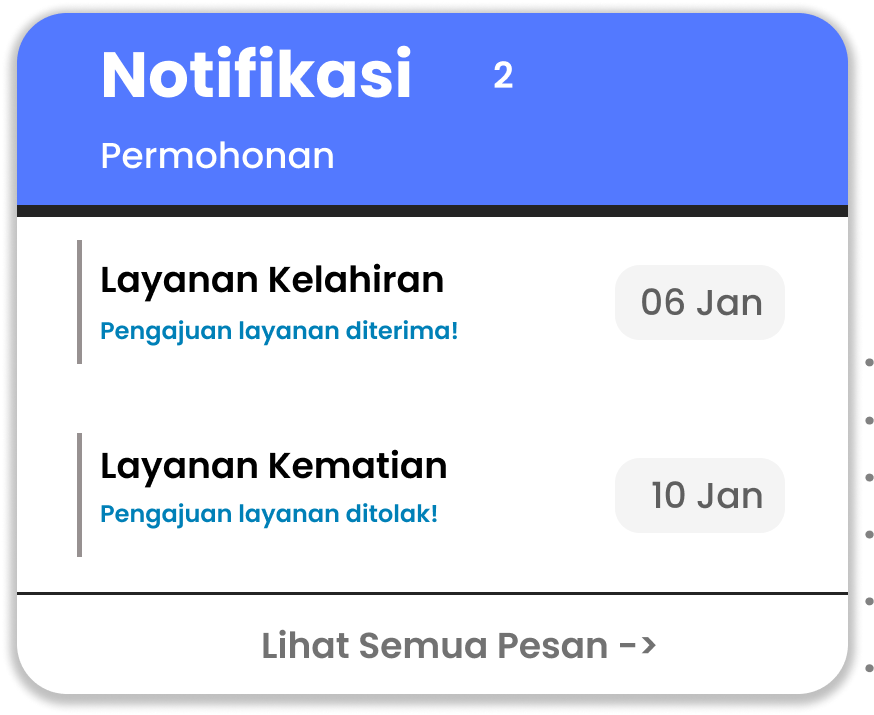 Notifikasi 2
Permohonan
Layanan Kelahiran
Pengajuan layanan diterima!
06 Jan
Layanan Kematian
Pengajuan layanan ditolak!
10 Jan
Lihat Semua Pesan ->